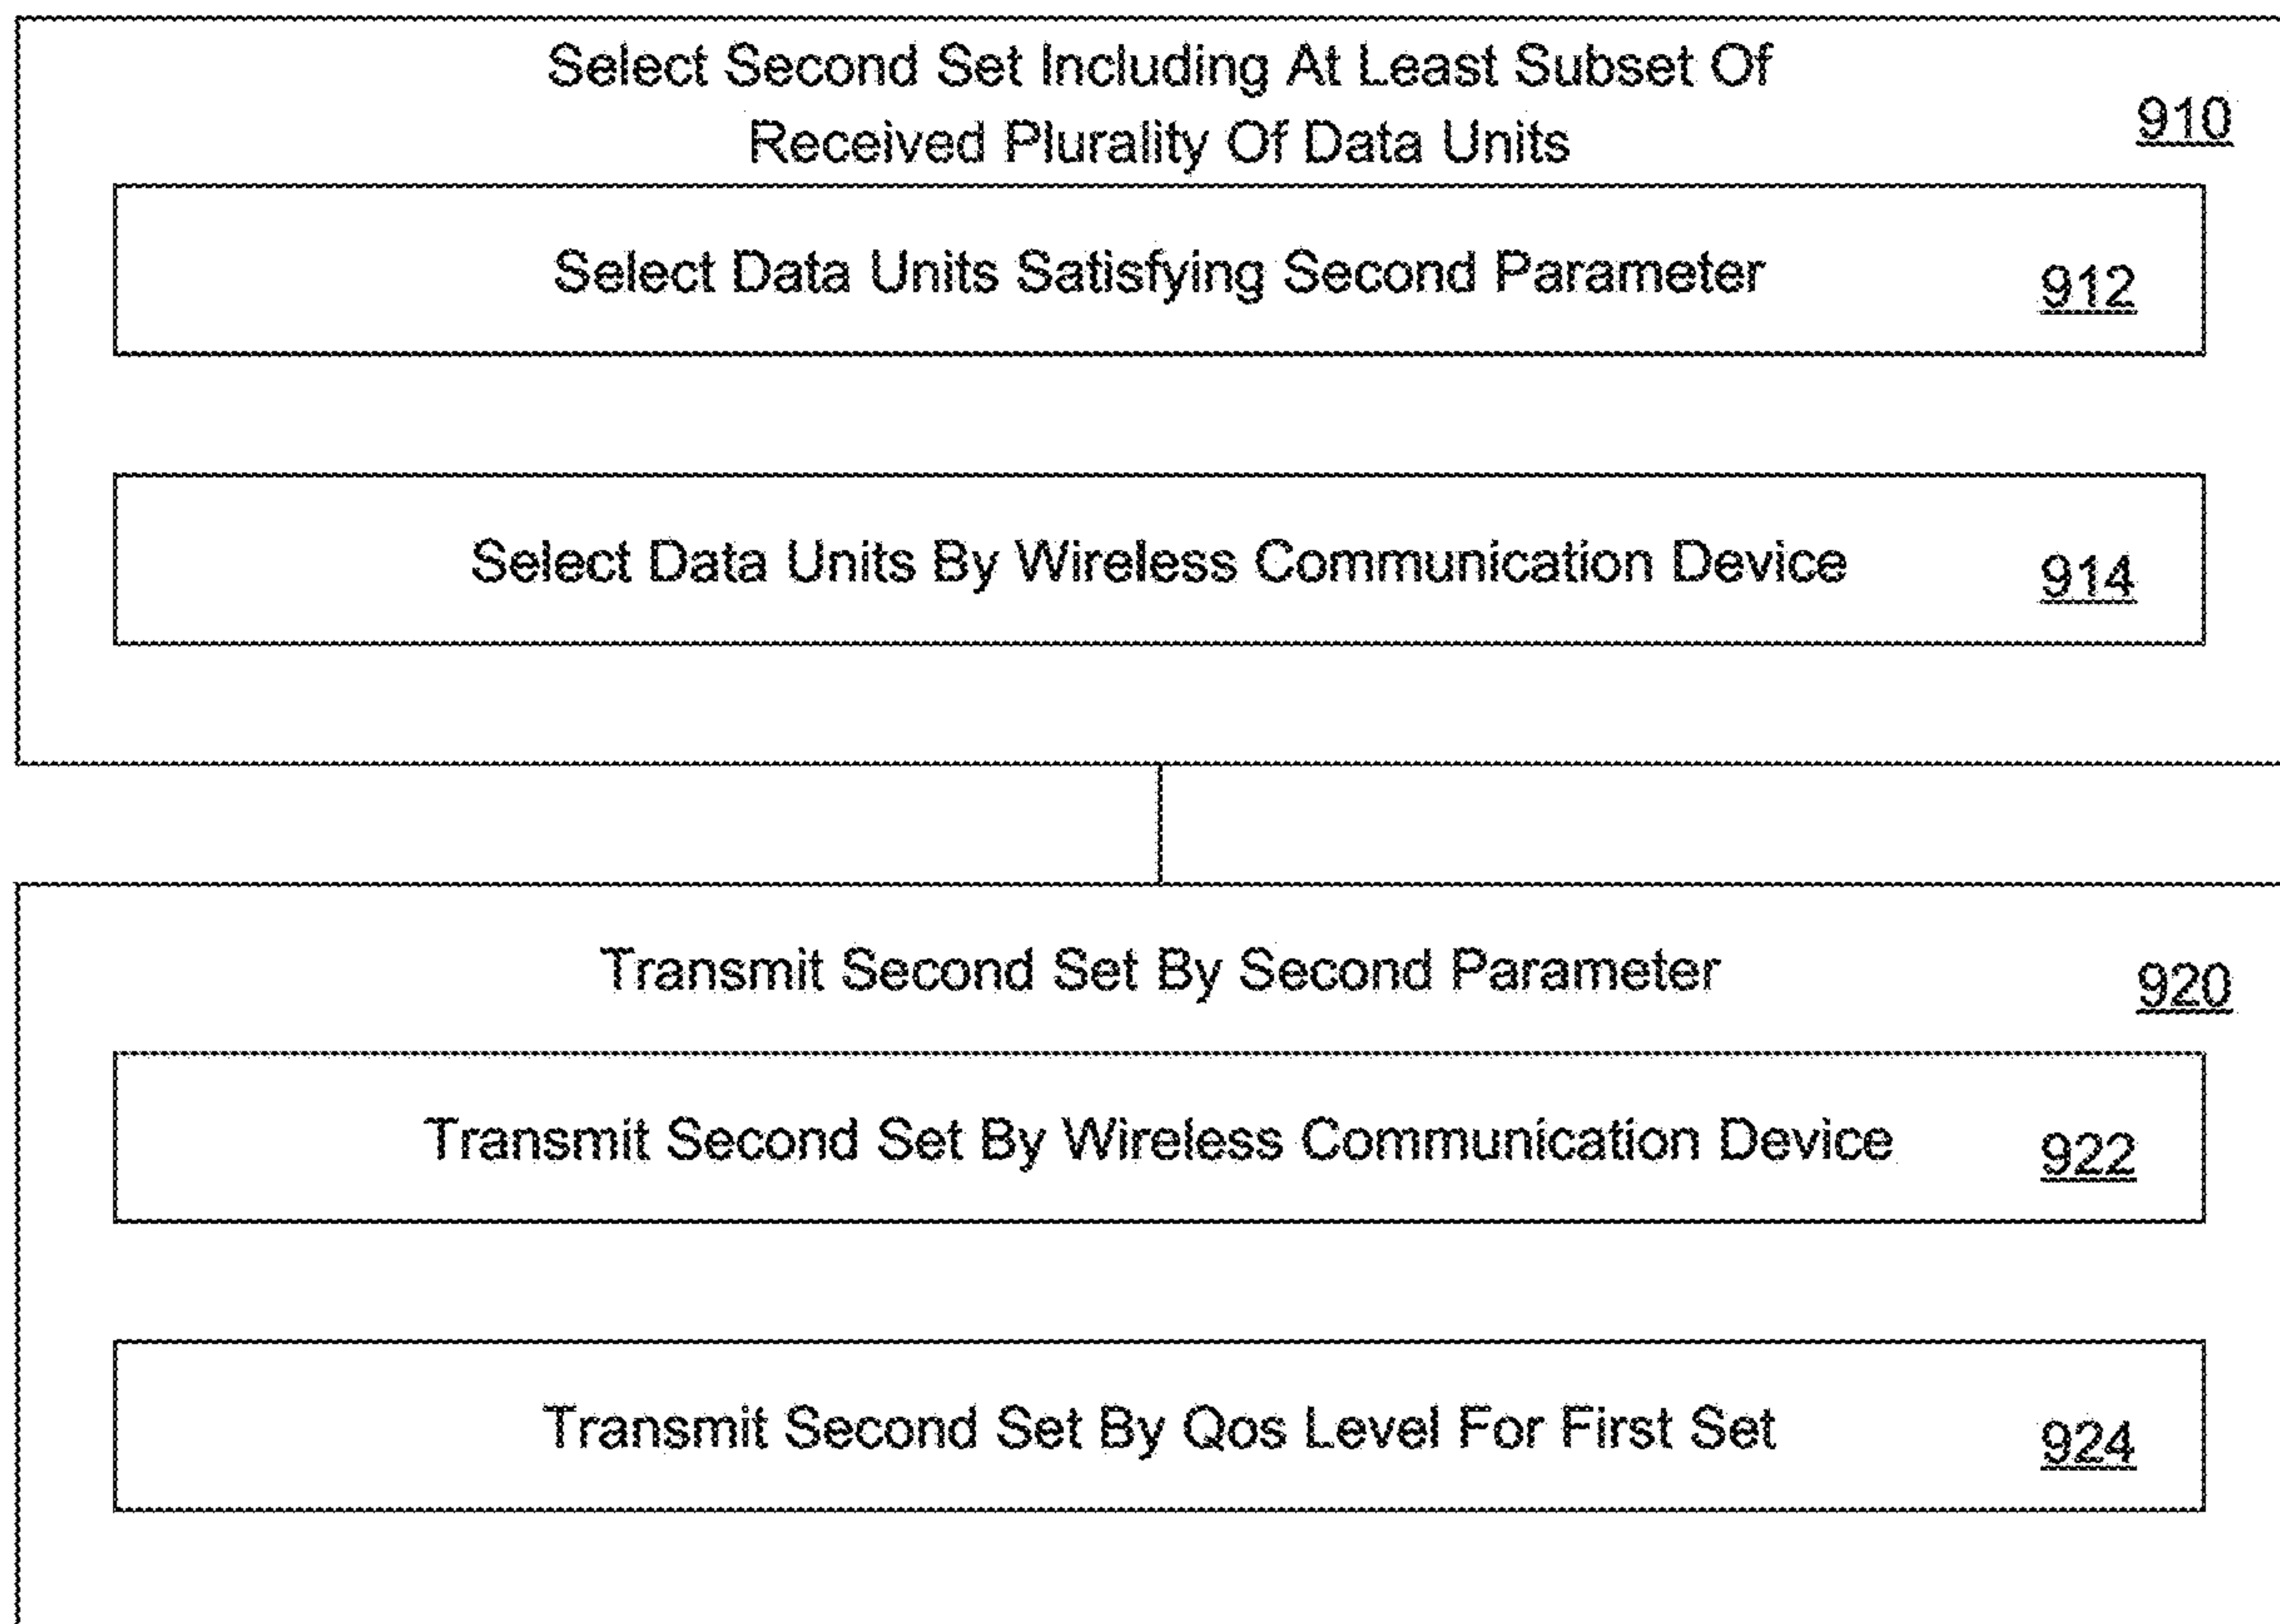 Select Second Set Including At Least Subset Of
Received Plurality Of Data Units
910
Select Data Units Satisfying Second Parameter
912
Select Data Units By Wireless Communication Device
914
Transmit Second Set By Second Parameter
920
Transmit Second Set By Wireless Communication Device
922
Transmit Second Set By Qos Level For First Set
924